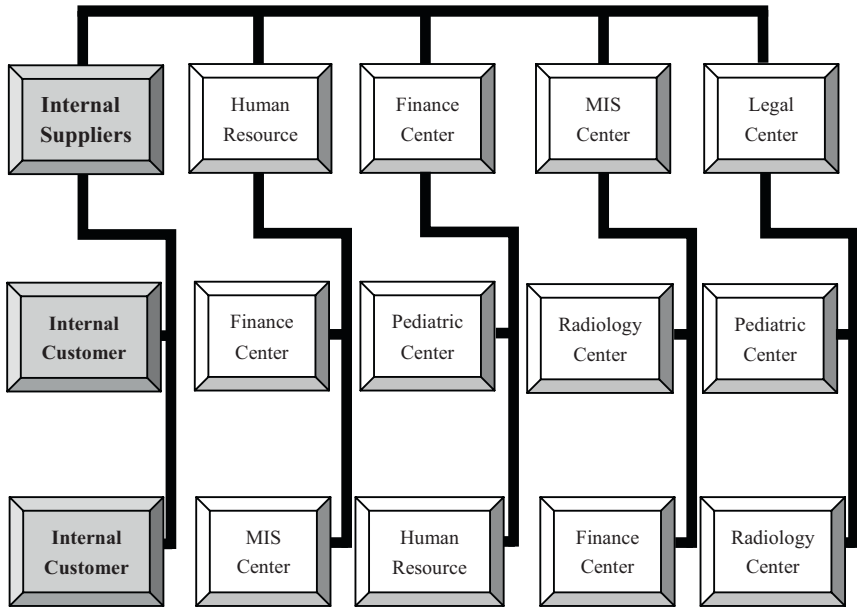 Internal
Suppliers
Human
Resource
Finance
Center
MIS
Center
Legal
Center
Internal
Customer
Finance
Center
Pediatric
Center
Radiology
Center
Pediatric
Center
Internal
Customer
MIS
Center
Human
Resource
Finance
Center
Radiology
Center